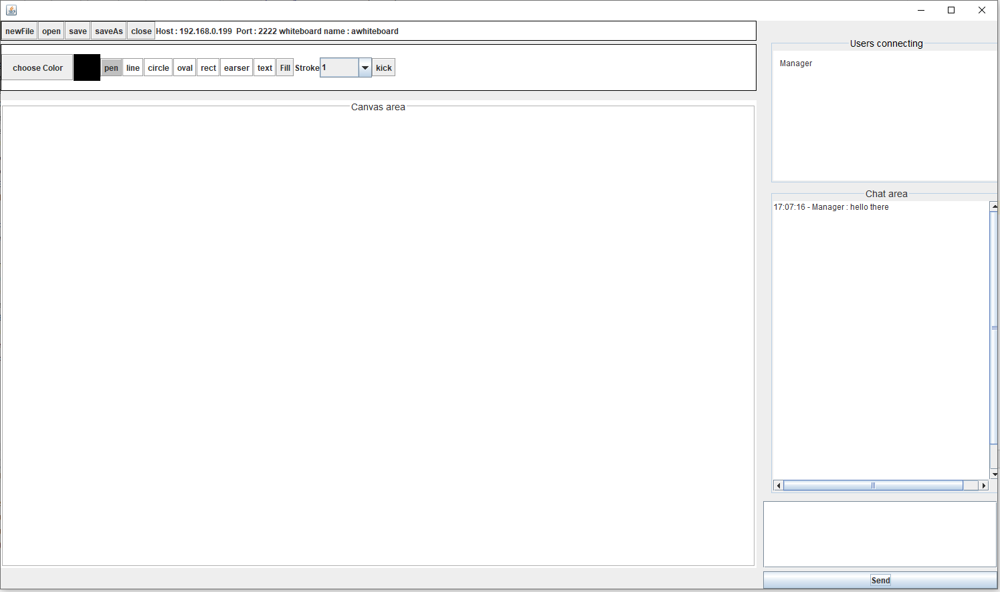 newFile open save saveAs close Host : 192.168.0.199 Port : 2222 whiteboard name : awhiteboard
choose Color pen line circle oval rect earser text Fill Stroke 1 kick
Canvas area
Users connecting
Manager
Chat area
17:07:16 - Manager : hello there
Send